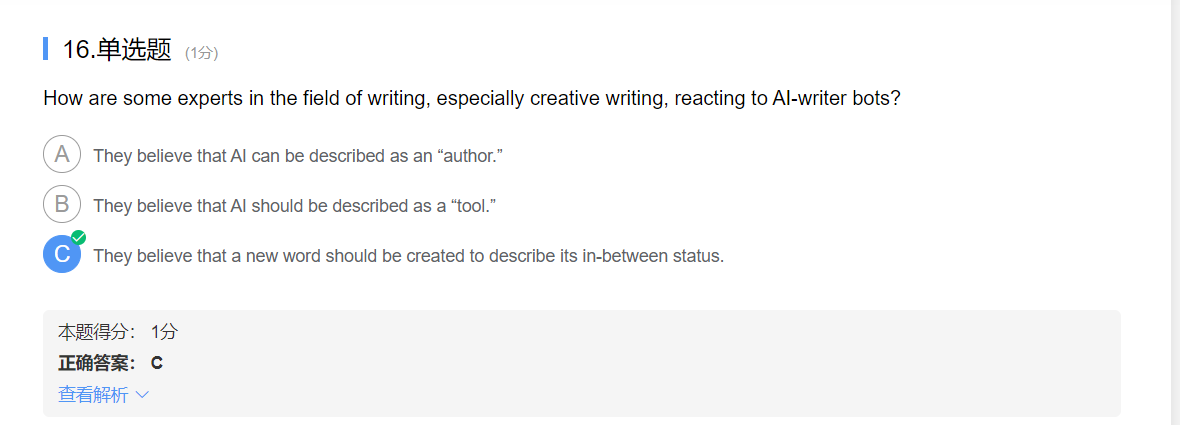 16.单选题 (1分)
How are some experts in the field of writing, especially creative writing, reacting to AI-writer bots?
A They believe that AI can be described as an “author.”
B They believe that AI should be described as a “tool.”
C They believe that a new word should be created to describe its in-between status.
本题得分： 1分
正确答案： C
查看解析